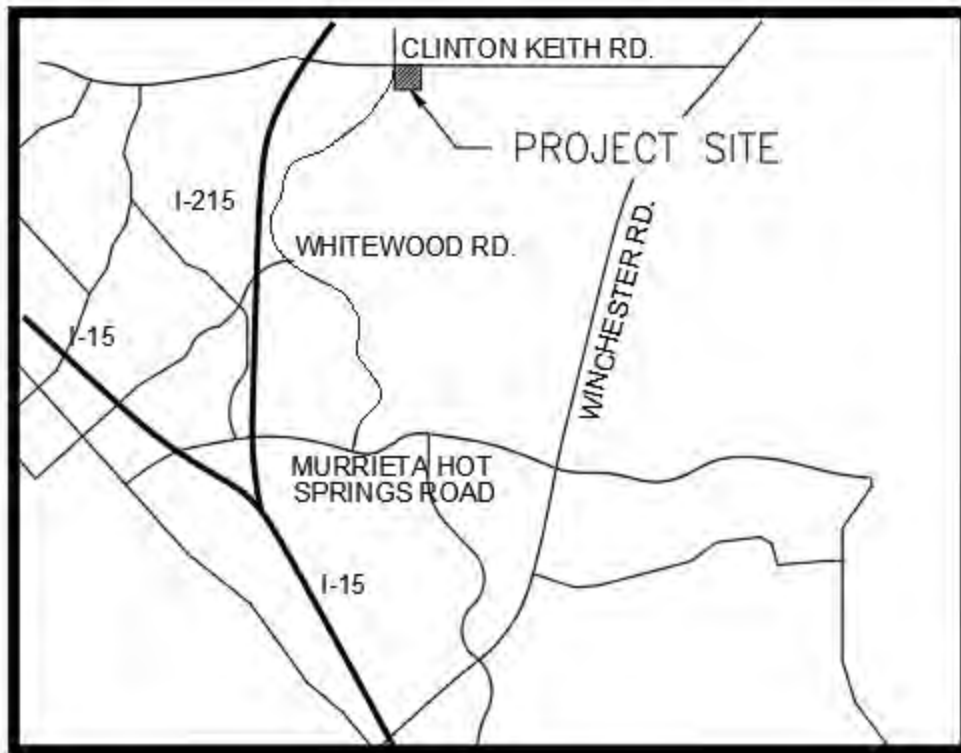 CLINTON KEITH RD.
PROJECT SITE
I-215
WHITEWOOD RD.
WINCHESTER RD.
I-15
MURRIETA HOT
SPRINGS ROAD
I-15